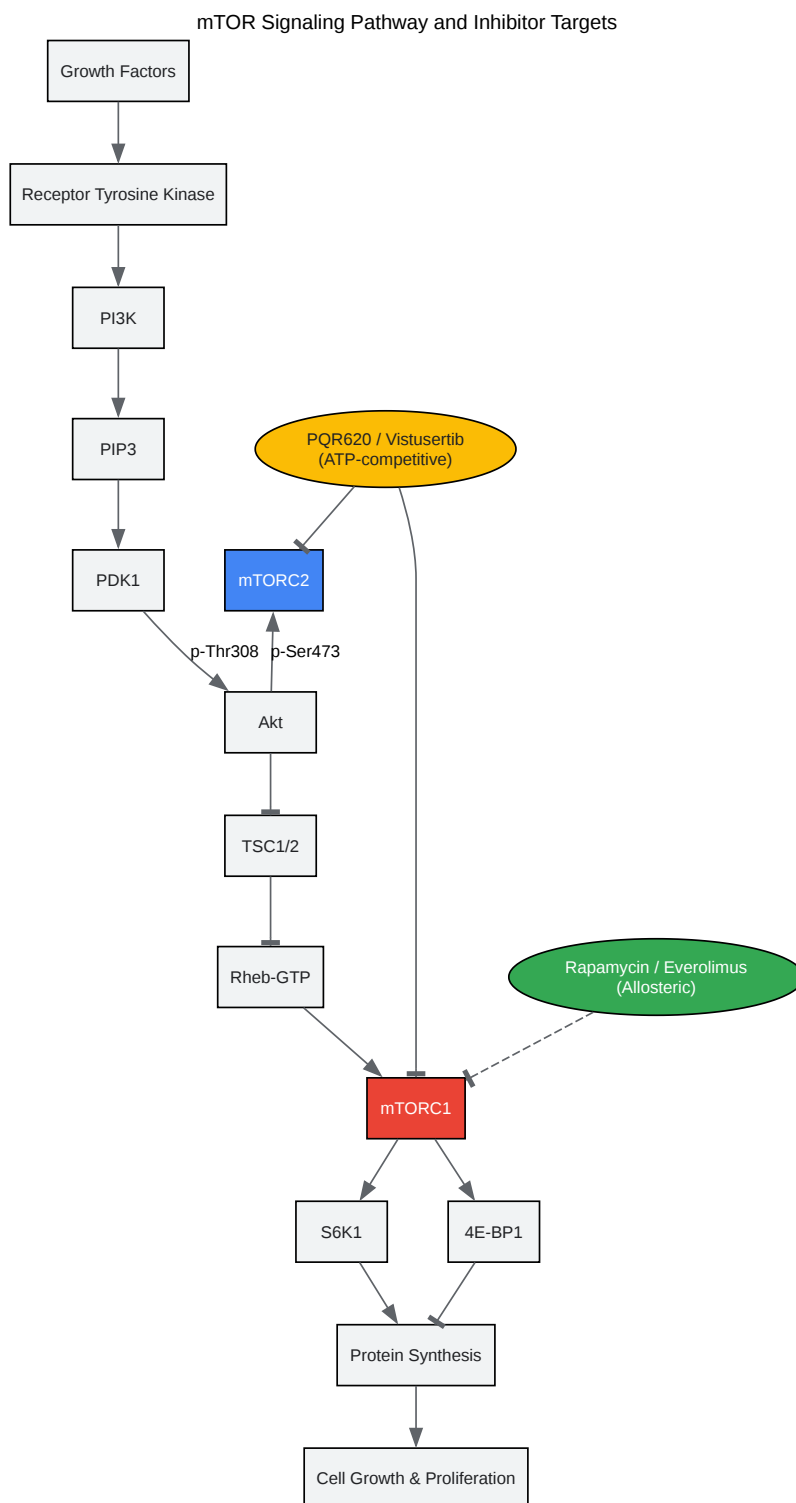 mTOR Signaling Pathway and Inhibitor Targets
Growth Factors
Receptor Tyrosine Kinase
PI3K
PIP3
PQR620 / Vistusertib
(ATP-competitive)
PDK1
mTORC2
p-Thr308
p-Ser473
Akt
TSC1/2
Rheb-GTP
Rapamycin / Everolimus
(Allosteric)
mTORC1
S6K1
4E-BP1
Protein Synthesis
Cell Growth & Proliferation